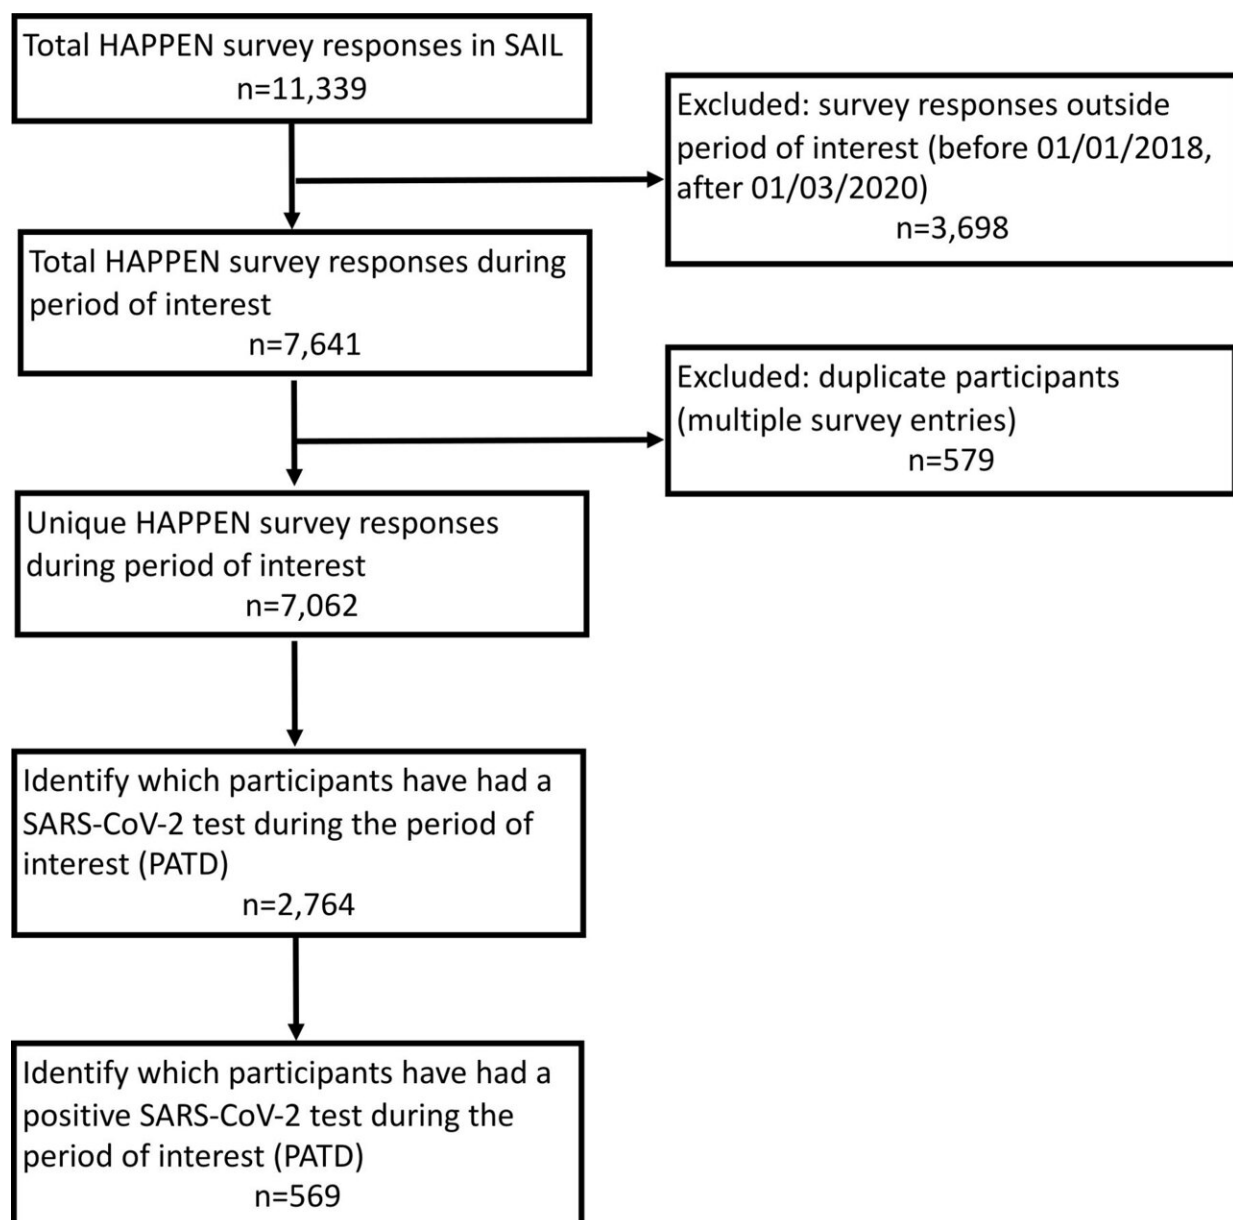 Total HAPPEN survey responses in SAIL
n=11,339
Excluded: survey responses outside
period of interest (before 01/01/2018,
after 01/03/2020)
n=3,698
Total HAPPEN survey responses during
period of interest
n=7,641
Excluded: duplicate participants
(multiple survey entries)
n=579
Unique HAPPEN survey responses
during period of interest
n=7,062
Identify which participants have had a
SARS-CoV-2 test during the period of
interest (PATD)
n=2,764
Identify which participants have had a
positive SARS-CoV-2 test during the
period of interest (PATD)
n=569